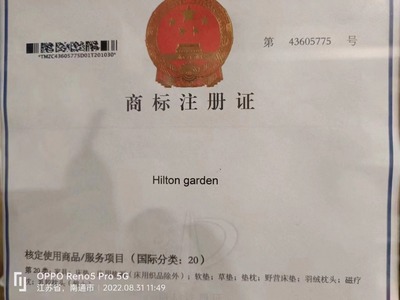 第 43605775 号
*TMZC43605775D01T201030*
商标注册证
Hilton garden
核定使用商品/服务项目（国际分类：20）
床用织品除外）；软垫；草垫；垫枕；野营床垫；羽绒枕头；磁疗
OPPO Reno5 Pro 5G
江苏省，南通市 | 2022.08.31 11:49